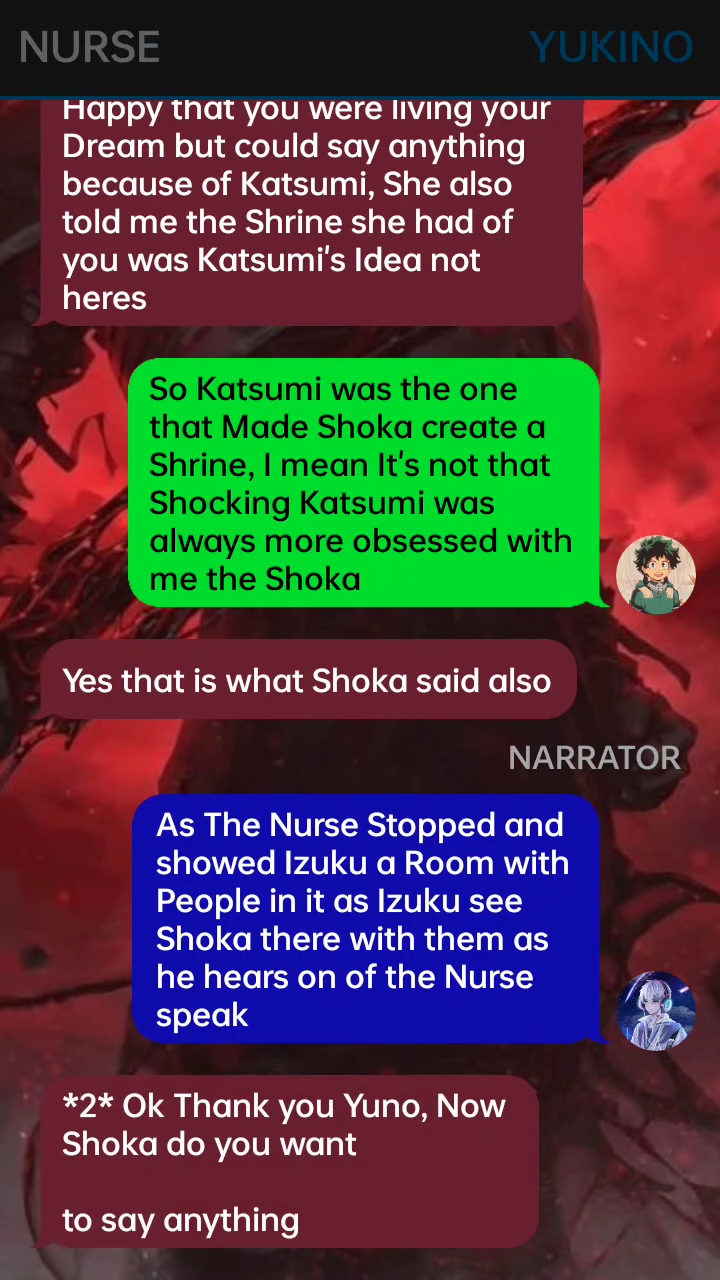 NURSE
YUKINO
Happy that you were living your
Dream but could say anything
because of Katsumi, She also
told me the Shrine she had of
you was Katsumi's Idea not
heres
So Katsumi was the one
that Made Shoka create a
Shrine, I mean It's not that
Shocking Katsumi was
always more obsessed with
me the Shoka
Yes that is what Shoka said also
NARRATOR
As The Nurse Stopped and
showed Izuku a Room with
People in it as Izuku see
Shoka there with them as
he hears on of the Nurse
speak
*2* Ok Thank you Yuno, Now
Shoka do you want
to say anything